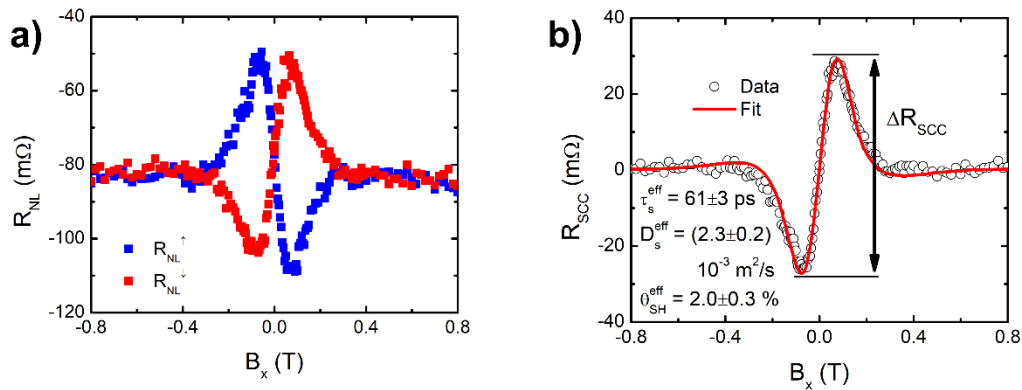 a)
-40
-60
-80
-100
-120
R_NL (mΩ)
R_NL↑
R_NL↓
-0.8 -0.4 0.0 0.4 0.8
B_x (T)
b)
40
20
0
-20
-40
R_SCC (mΩ)
Data
Fit
ΔR_SCC
τ_s^eff = 61±3 ps
D_s^eff = (2.3±0.2)
10^-3 m²/s
θ_SH^eff = 2.0±0.3 %
-0.8 -0.4 0.0 0.4 0.8
B_x (T)